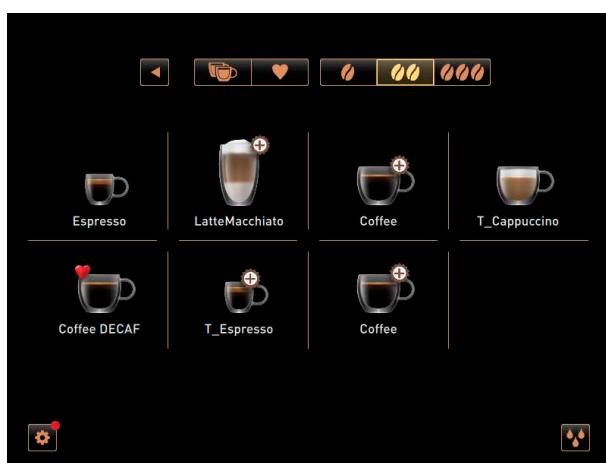 Espresso
LatteMacchiato
Coffee
T_Cappuccino
Coffee DECAF
T_Espresso
Coffee